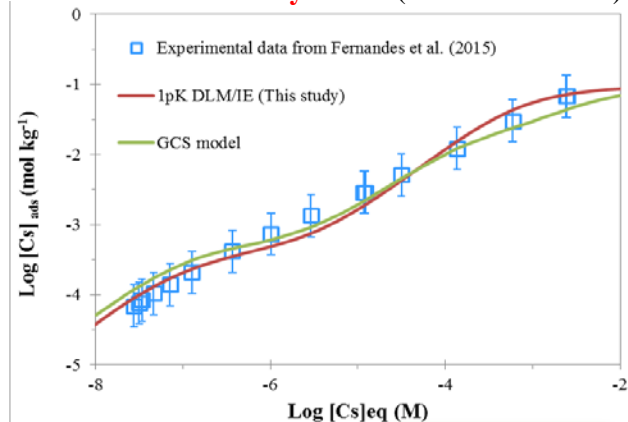 0
-1
-2
-3
-4
-5
-8
-6
-4
-2
Log [Cs] ads (mol kg⁻¹)
Log [Cs]eq (M)
Experimental data from Fernandes et al. (2015)
1pK DLM/IE (This study)
GCS model